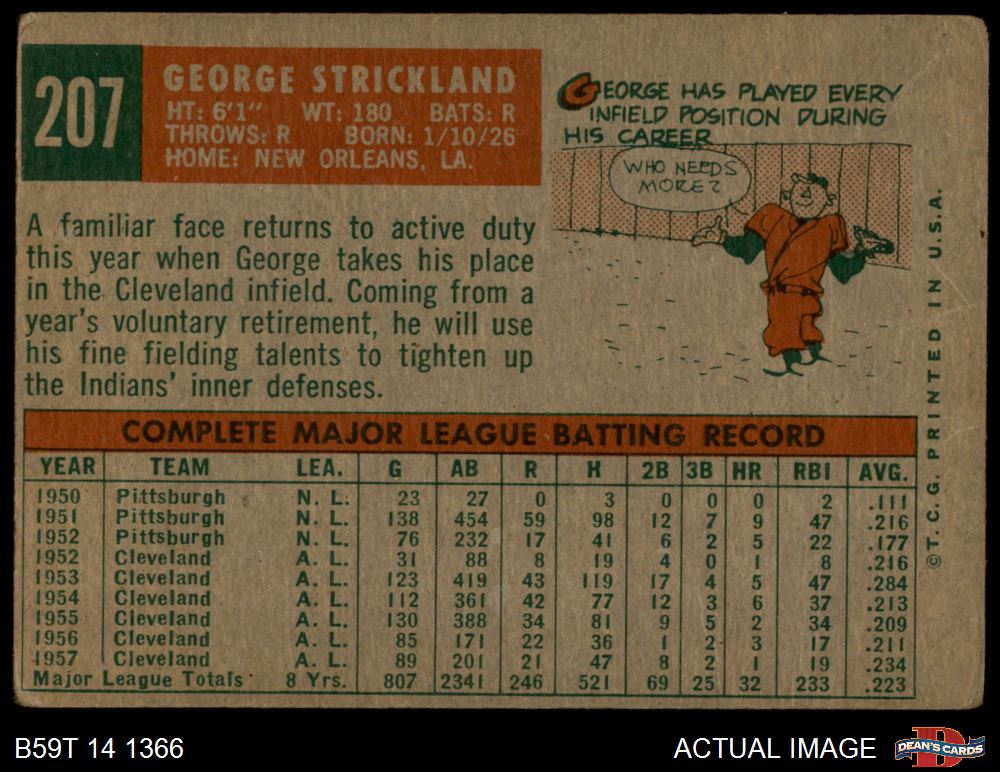 207
GEORGE STRICKLAND
HT: 6'1" WT: 180 BATS: R
THROWS: R BORN: 1/10/26
HOME: NEW ORLEANS, LA.
GEORGE HAS PLAYED EVERY
INFIELD POSITION DURING
HIS CAREER
WHO NEEDS
MORE?
A familiar face returns to active duty
this year when George takes his place
in the Cleveland infield. Coming from a
year's voluntary retirement, he will use
his fine fielding talents to tighten up
the Indians' inner defenses.
COMPLETE MAJOR LEAGUE BATTING RECORD
YEAR TEAM LEA. G AB R H 2B 3B HR RBI AVG.
1950 Pittsburgh N. L. 23 27 0 3 0 0 0 2 .111
1951 Pittsburgh N. L. 138 454 59 98 12 7 9 47 .216
1952 Pittsburgh N. L. 76 232 17 41 6 2 5 22 .177
1952 Cleveland A. L. 31 88 8 19 4 0 1 8 .216
1953 Cleveland A. L. 123 419 43 119 17 4 5 47 .284
1954 Cleveland A. L. 112 361 42 77 12 3 6 37 .213
1955 Cleveland A. L. 130 388 34 81 9 5 2 34 .209
1956 Cleveland A. L. 85 171 22 36 1 2 3 17 .211
1957 Cleveland A. L. 89 201 21 47 8 2 1 19 .234
Major League Totals 8 Yrs. 807 2341 246 521 69 25 32 233 .223
© T. C. G. PRINTED IN U.S.A.
B59T 14 1366
ACTUAL IMAGE
D
DEAN'S CARDS